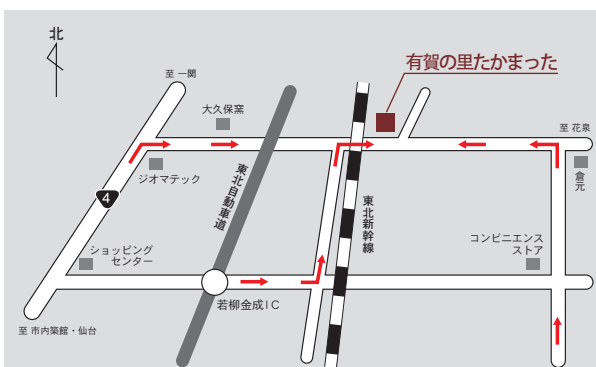 北
有賀の里たかまった
至 一関
大久保窯
至 花泉
ジオマテック
倉元
東北自動車道
4
東北新幹線
ショッピング
センター
コンビニエンス
ストア
若柳金成IC
至 市内築館・仙台